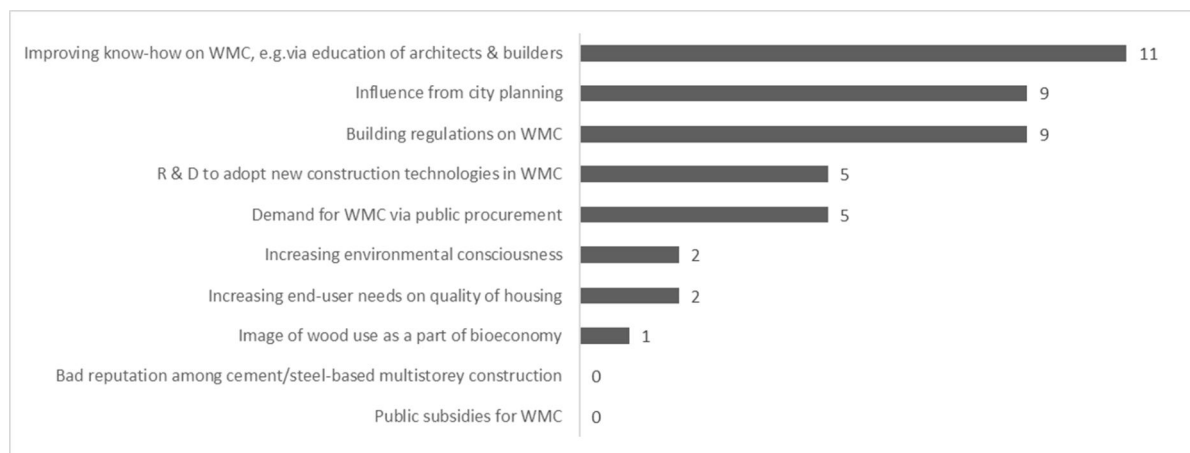 Improving know-how on WMC, e.g.via education of architects & builders 11
Influence from city planning 9
Building regulations on WMC 9
R & D to adopt new construction technologies in WMC 5
Demand for WMC via public procurement 5
Increasing environmental consciousness 2
Increasing end-user needs on quality of housing 2
Image of wood use as a part of bioeconomy 1
Bad reputation among cement/steel-based multistorey construction 0
Public subsidies for WMC 0